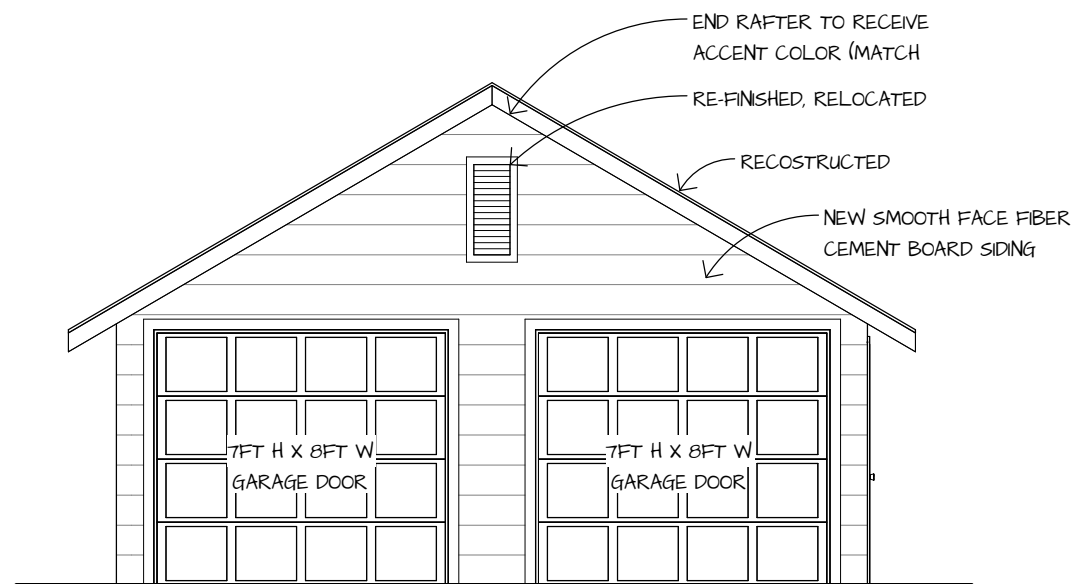 END RAFTER TO RECEIVE
ACCENT COLOR (MATCH
RE-FINISHED, RELOCATED
RECOSTRUCTED
NEW SMOOTH FACE FIBER
CEMENT BOARD SIDING
7FT H X 8FT W
GARAGE DOOR
7FT H X 8FT W
GARAGE DOOR